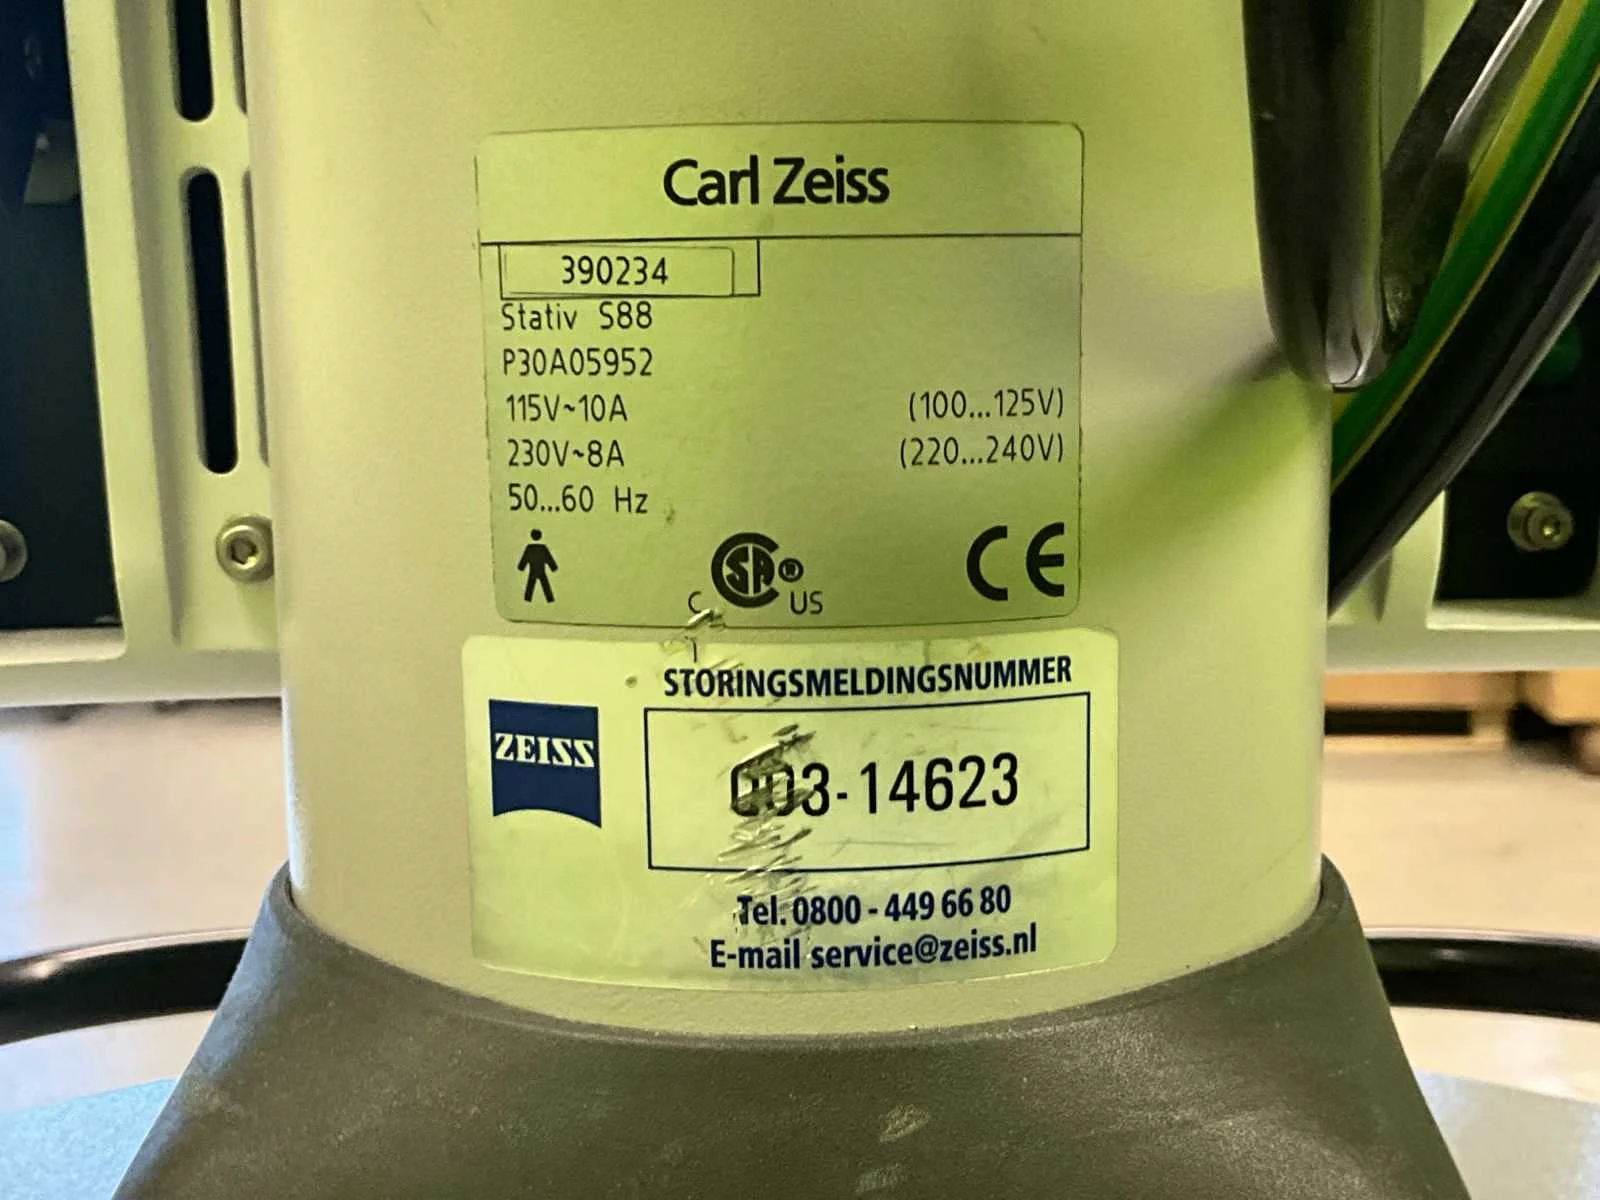 Carl Zeiss
390234
Stativ S88
P30A05952
115V~10A (100...125V)
230V~8A (220...240V)
50...60 Hz
C SA® US CE
STORINGSMELDINGSNUMMER
ZEISS
003-14623
Tel. 0800 - 449 66 80
E-mail service@zeiss.nl